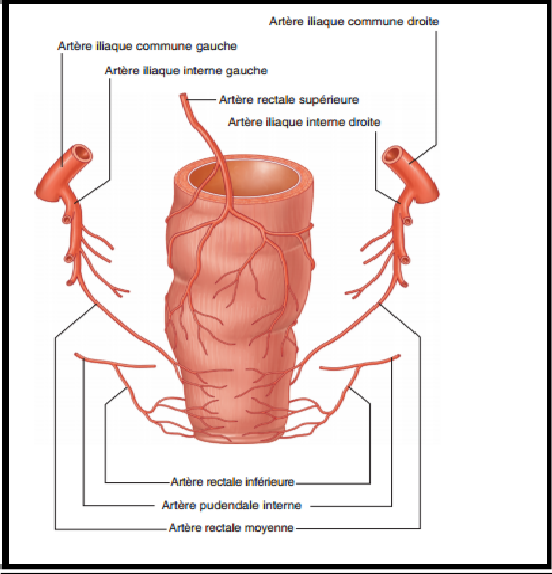 Artère iliaque commune droite
Artère iliaque commune gauche
Artère iliaque interne gauche
Artère rectale supérieure
Artère iliaque interne droite
Artère rectale inférieure
Artère pudendale interne
Artère rectale moyenne